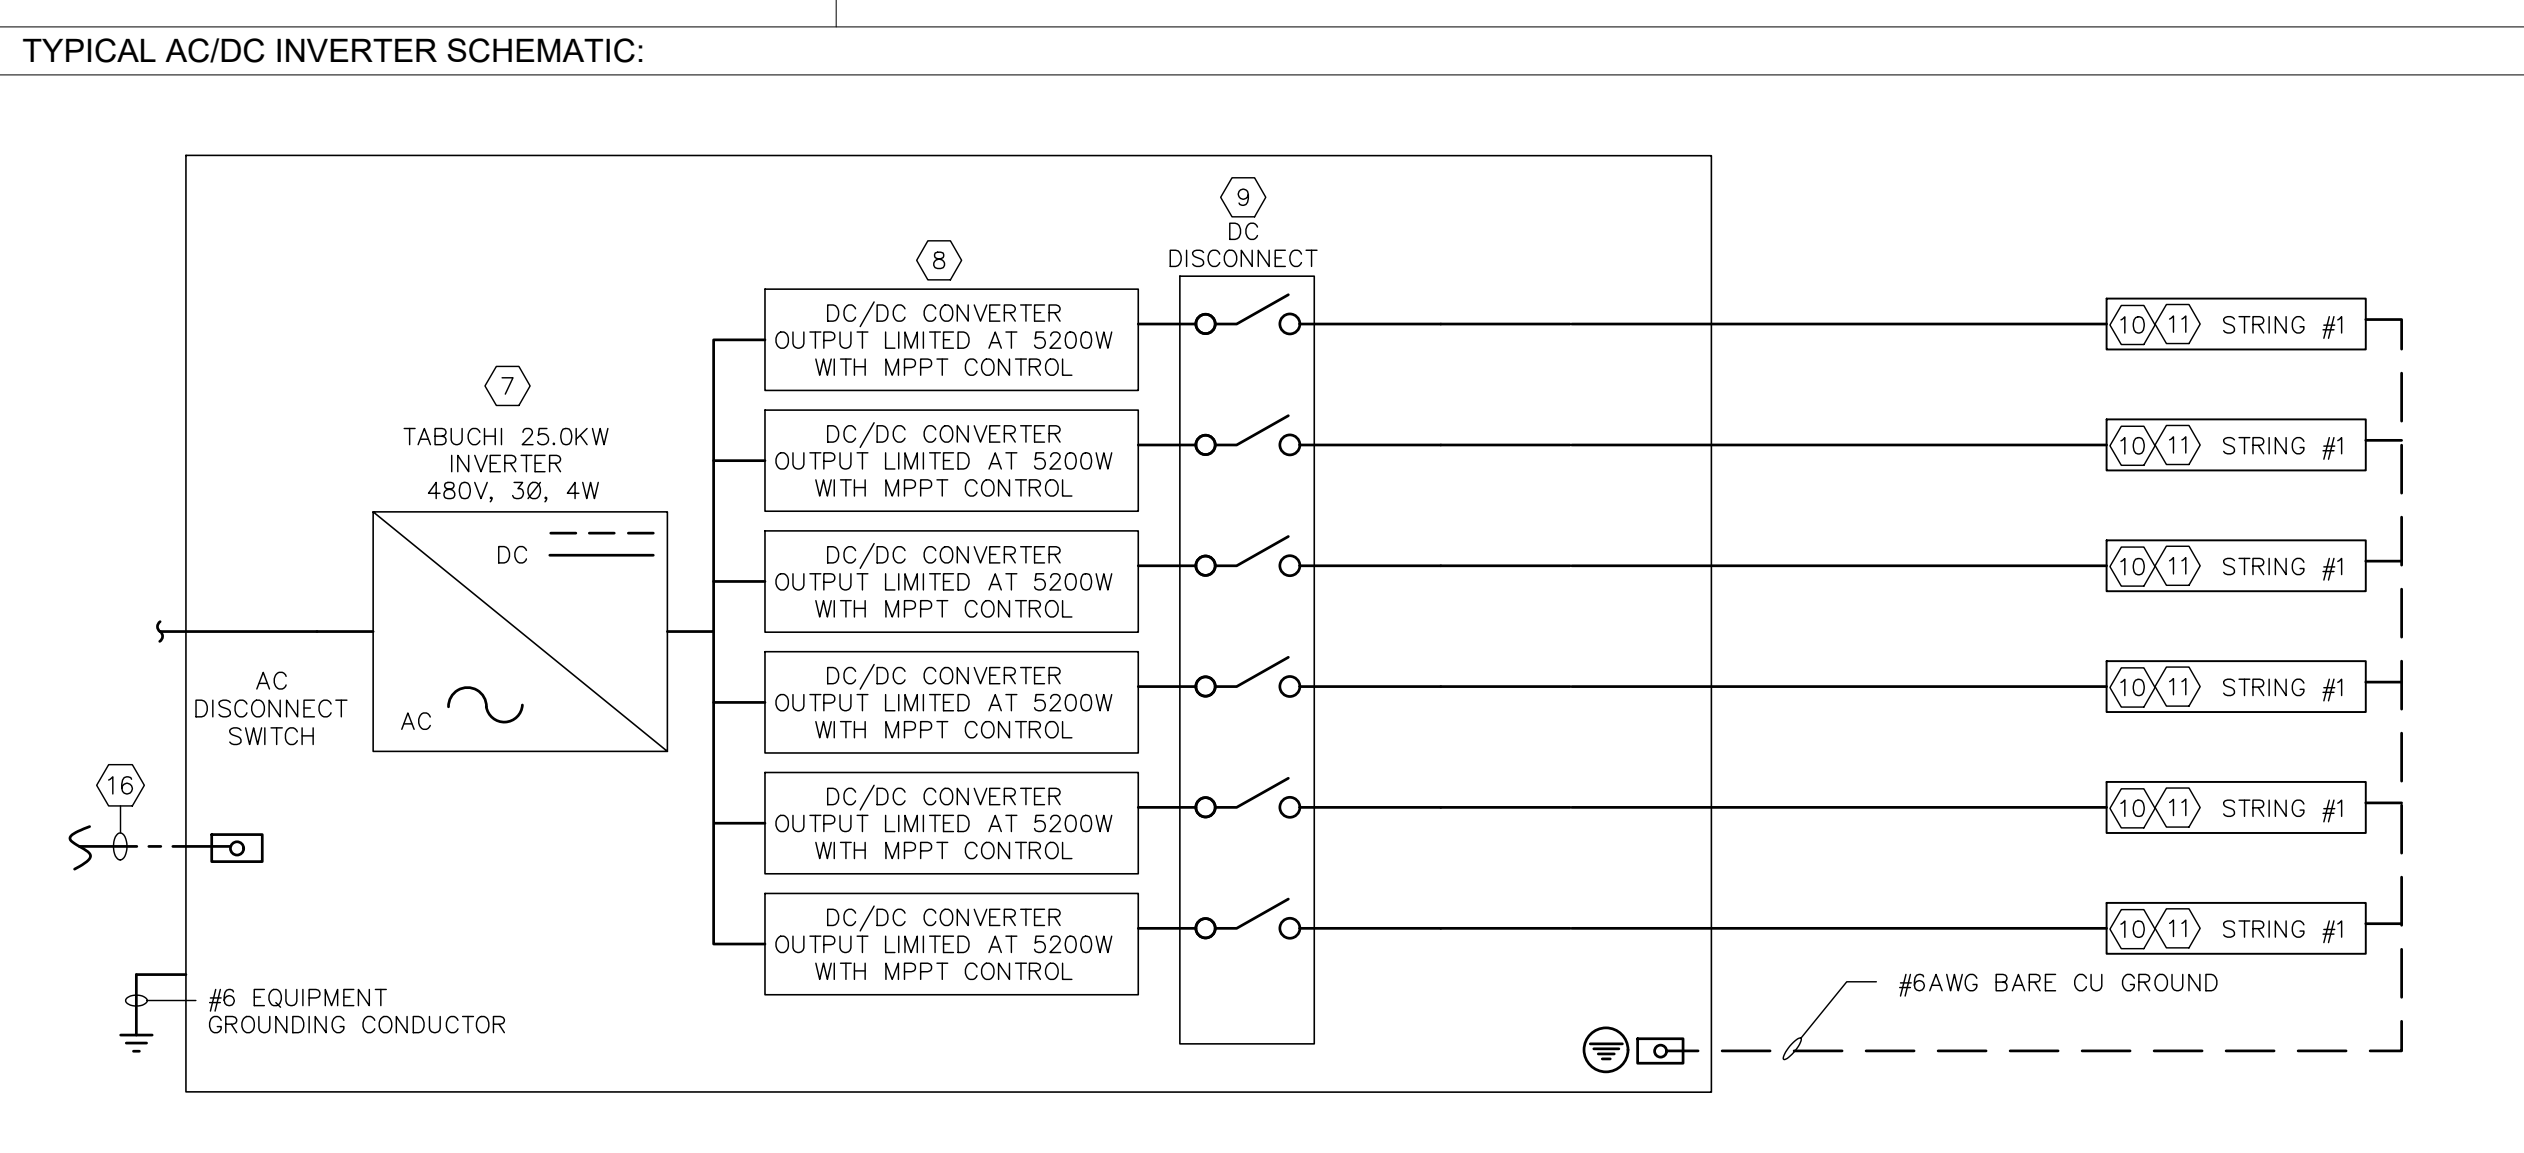 TYPICAL AC/DC INVERTER SCHEMATIC:
9
DC
DISCONNECT
8
DC/DC CONVERTER
OUTPUT LIMITED AT 5200W
WITH MPPT CONTROL
10 11 STRING #1
7
TABUCHI 25.0KW
INVERTER
480V, 3Ø, 4W
DC/DC CONVERTER
OUTPUT LIMITED AT 5200W
WITH MPPT CONTROL
10 11 STRING #1
DC
DC/DC CONVERTER
OUTPUT LIMITED AT 5200W
WITH MPPT CONTROL
10 11 STRING #1
AC
DISCONNECT
SWITCH
AC
DC/DC CONVERTER
OUTPUT LIMITED AT 5200W
WITH MPPT CONTROL
10 11 STRING #1
16
DC/DC CONVERTER
OUTPUT LIMITED AT 5200W
WITH MPPT CONTROL
10 11 STRING #1
DC/DC CONVERTER
OUTPUT LIMITED AT 5200W
WITH MPPT CONTROL
10 11 STRING #1
#6 EQUIPMENT
GROUNDING CONDUCTOR
#6AWG BARE CU GROUND